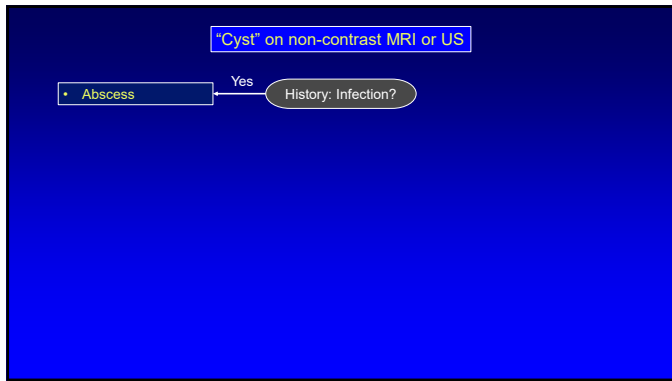 “Cyst” on non-contrast MRI or US
• Abscess
Yes
History: Infection?